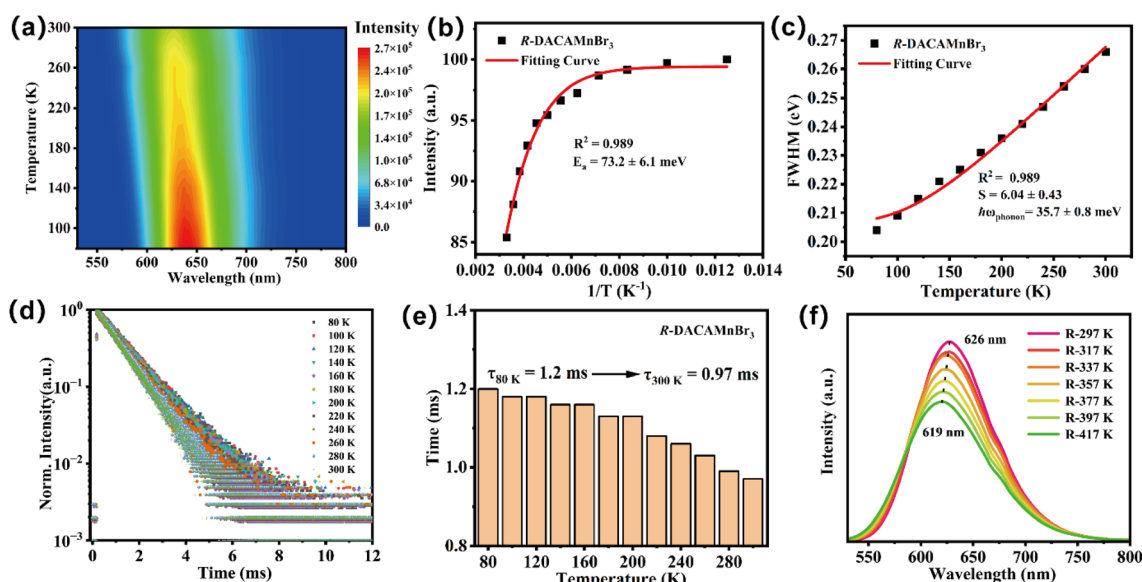 (a)
Temperature (K)
300
260
220
180
140
100
550
600
650
700
750
800
Wavelength (nm)
Intensity
2.7×10⁵
2.4×10⁵
2.1×10⁵
1.7×10⁵
1.4×10⁵
1.0×10⁵
6.8×10⁴
3.4×10⁴
0.0
(b)
Intensity (a.u.)
100
95
90
85
R-DACAMnBr₃
Fitting Curve
R² = 0.989
Eₐ = 73.2 ± 6.1 meV
0.002
0.004
0.006
0.008
0.010
0.012
0.014
1/T (K⁻¹)
(c)
FWHM (eV)
0.27
0.26
0.25
0.24
0.23
0.22
0.21
0.20
R-DACAMnBr₃
Fitting Curve
R² = 0.989
S = 6.04 ± 0.43
ħω_phonon = 35.7 ± 0.8 meV
50
100
150
200
250
300
Temperature (K)
(d)
Norm. Intensity(a.u.)
10⁰
10⁻¹
10⁻²
10⁻³
80 K
100 K
120 K
140 K
160 K
180 K
200 K
220 K
240 K
260 K
280 K
300 K
0
2
4
6
8
10
12
Time (ms)
(e)
Time (ms)
1.4
1.2
1.0
0.8
R-DACAMnBr₃
τ80 K = 1.2 ms → τ300 K = 0.97 ms
80
120
160
200
240
280
Temperature (K)
(f)
Intensity (a.u.)
626 nm
619 nm
R-297 K
R-317 K
R-337 K
R-357 K
R-377 K
R-397 K
R-417 K
550
600
650
700
750
800
Wavelength (nm)